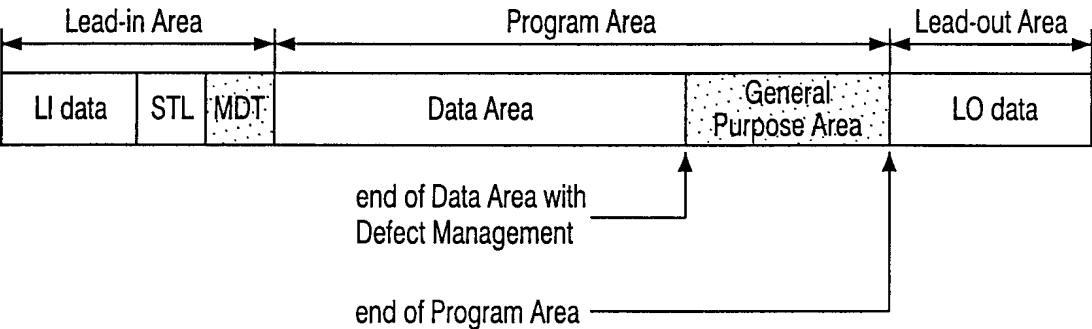 Lead-in Area
Program Area
Lead-out Area
LI data
STL
MDT
Data Area
General
Purpose Area
LO data
end of Data Area with
Defect Management
end of Program Area